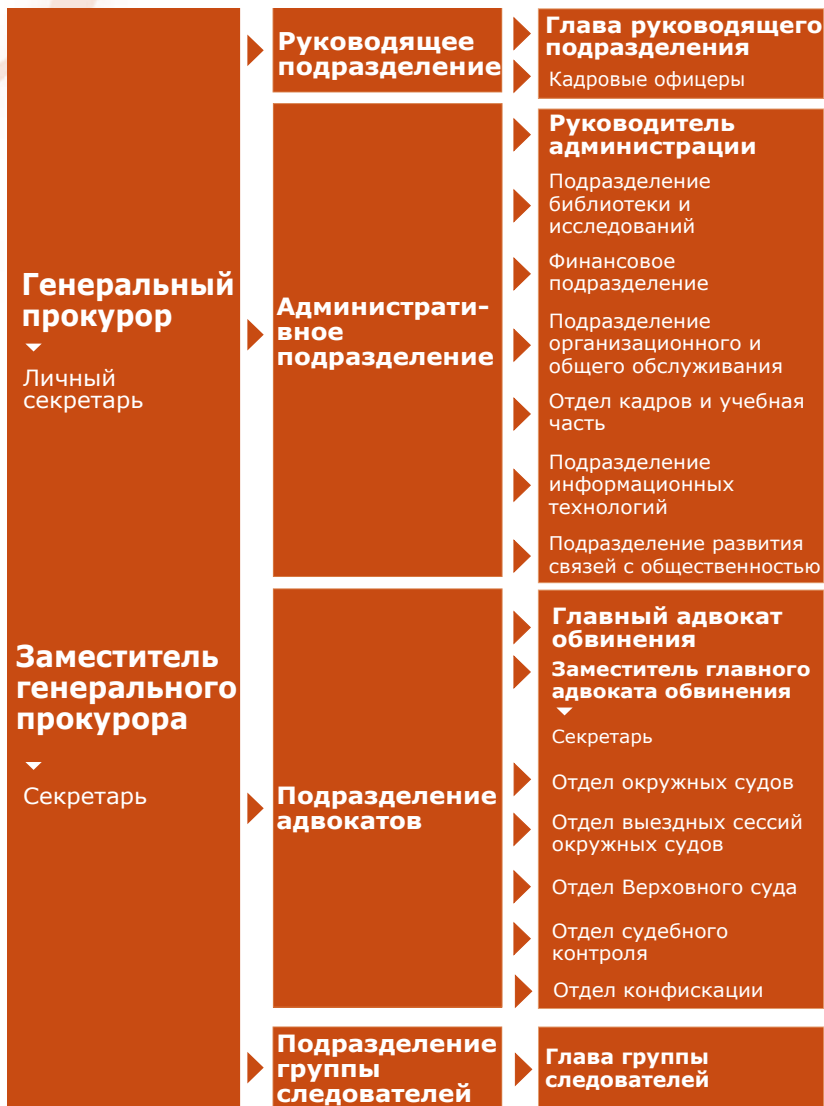 Генеральный
прокурор
Личный
секретарь
Заместитель
генерального
прокурора
Секретарь
Руководящее
подразделение
Глава руководящего
подразделения
Кадровые офицеры
Административное
подразделение
Руководитель
администрации
Подразделение
библиотеки и
исследований
Финансовое
подразделение
Подразделение
организационного и
общего обслуживания
Отдел кадров и учебная
часть
Подразделение
информационных
технологий
Подразделение развития
связей с общественностью
Подразделение
адвокатов
Главный адвокат
обвинения
Заместитель главного
адвоката обвинения
Секретарь
Отдел окружных судов
Отдел выездных сессий
окружных судов
Отдел Верховного суда
Отдел судебного
контроля
Отдел конфискации
Подразделение
группы
следователей
Глава группы
следователей